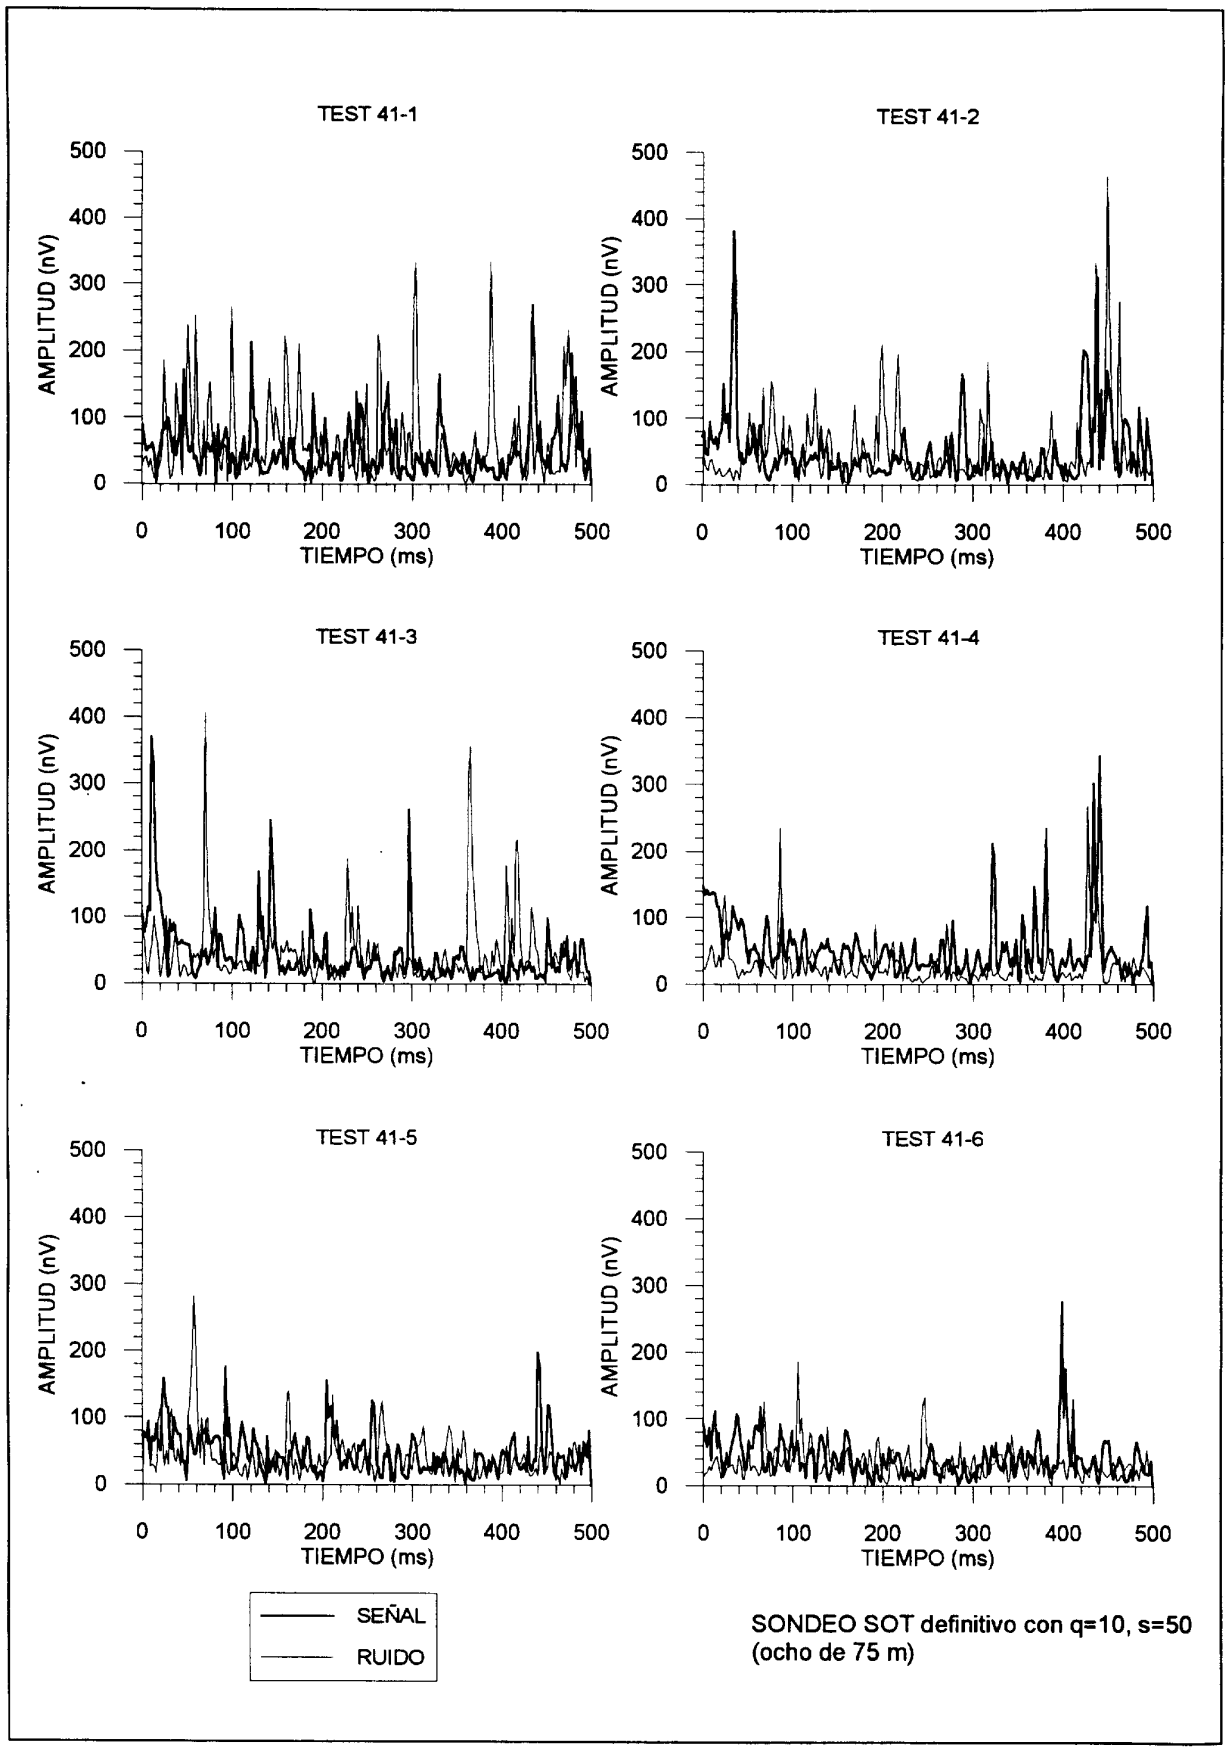 TEST 41-1
AMPLITUD (nV)
500
400
300
200
100
0
0 100 200 300 400 500
TIEMPO (ms)
TEST 41-2
AMPLITUD (nV)
500
400
300
200
100
0
0 100 200 300 400 500
TIEMPO (ms)
TEST 41-3
AMPLITUD (nV)
500
400
300
200
100
0
0 100 200 300 400 500
TIEMPO (ms)
TEST 41-4
AMPLITUD (nV)
500
400
300
200
100
0
0 100 200 300 400 500
TIEMPO (ms)
TEST 41-5
AMPLITUD (nV)
500
400
300
200
100
0
0 100 200 300 400 500
TIEMPO (ms)
TEST 41-6
AMPLITUD (nV)
500
400
300
200
100
0
0 100 200 300 400 500
TIEMPO (ms)
SEÑAL
RUIDO
SONDEO SOT definitivo con q=10, s=50
(ocho de 75 m)